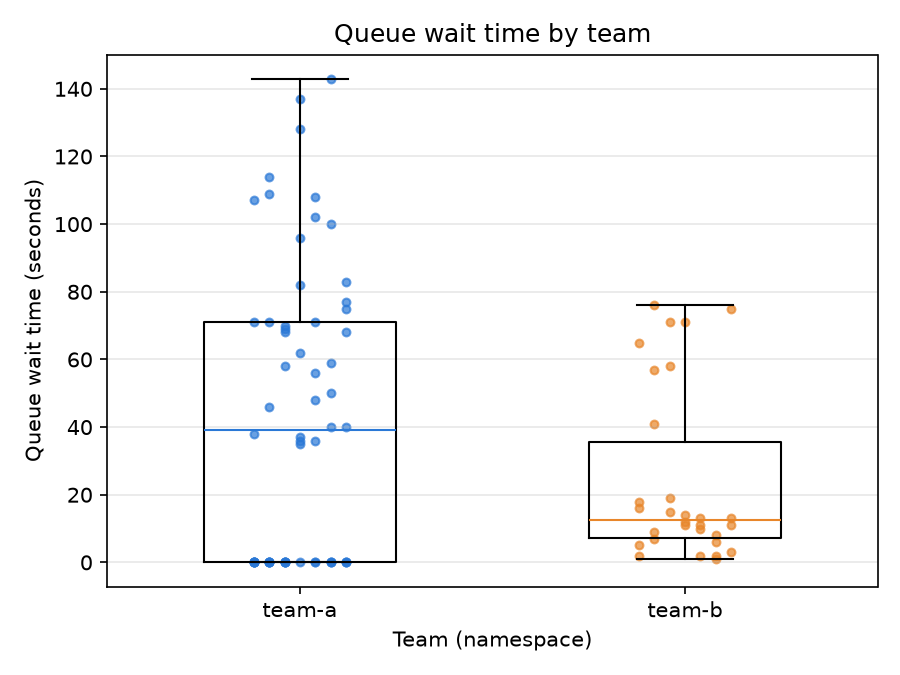 Queue wait time by team
Queue wait time (seconds)
140
120
100
80
60
40
20
0
team-a
team-b
Team (namespace)